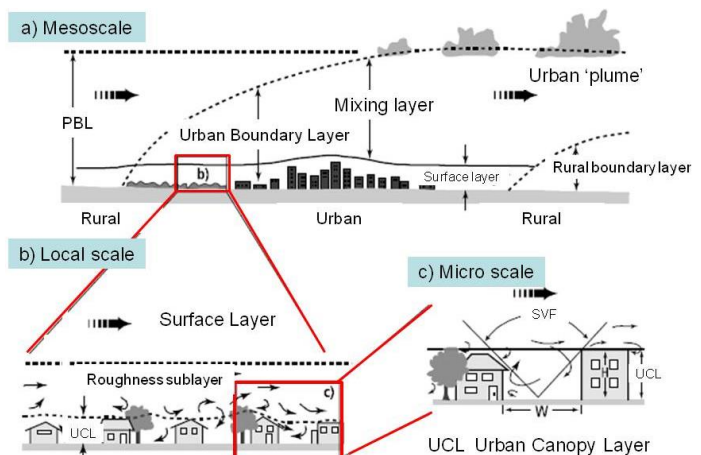 a) Mesoscale
Urban 'plume'
Mixing layer
PBL
Urban Boundary Layer
b)
Surface layer
Rural boundary layer
Rural
Urban
Rural
b) Local scale
c) Micro scale
Surface Layer
SVF
Roughness sublayer
c)
H
UCL
UCL
W
UCL Urban Canopy Layer